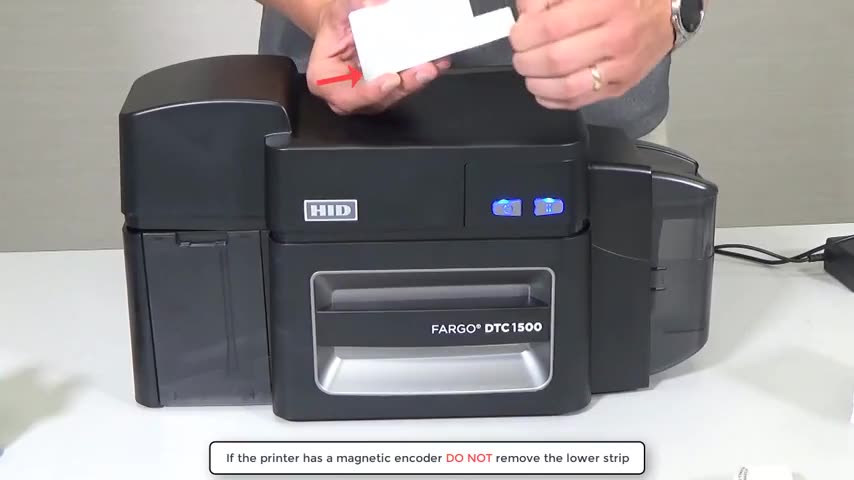 HID
FARGO® DTC1500
If the printer has a magnetic encoder DO NOT remove the lower strip